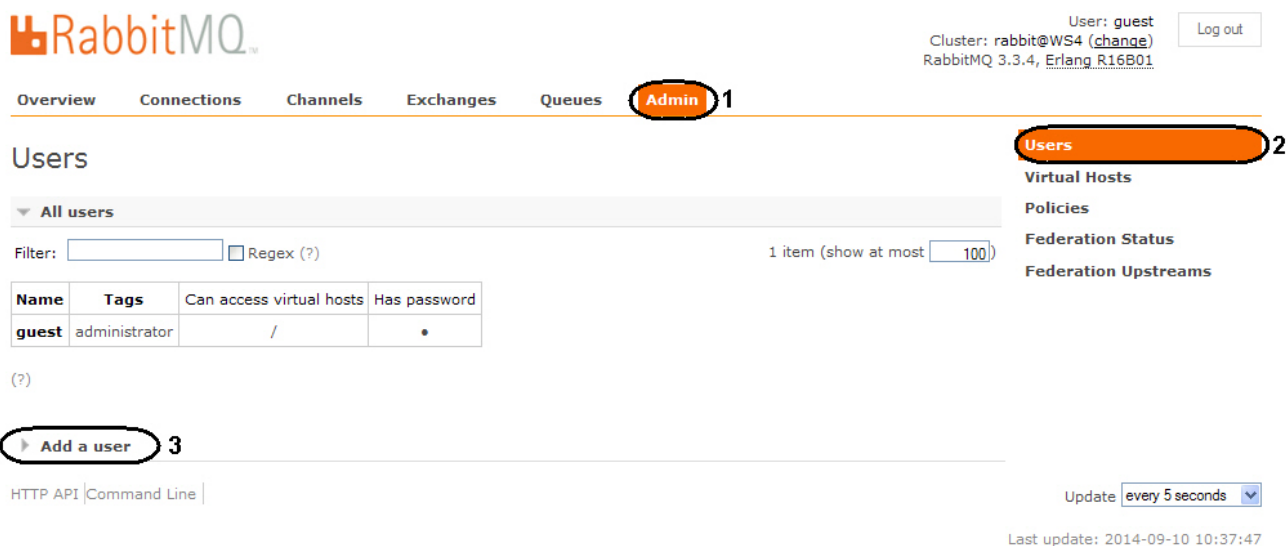 RabbitMQ™
User: guest
Cluster: rabbit@WS4 (change)
RabbitMQ 3.3.4, Erlang R16B01
Log out
Overview Connections Channels Exchanges Queues Admin 1
Users
Users 2
Virtual Hosts
Policies
Federation Status
Federation Upstreams
All users
Filter: Regex (?) 1 item (show at most 100)
Name Tags Can access virtual hosts Has password
guest administrator / •
(?)
Add a user 3
HTTP API Command Line
Update every 5 seconds
Last update: 2014-09-10 10:37:47